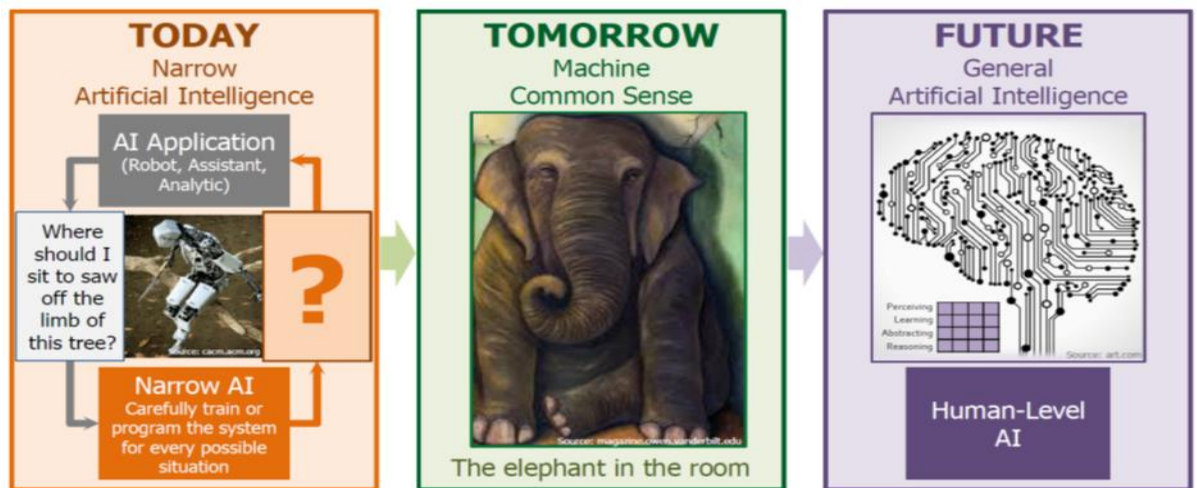 TODAY
Narrow
Artificial Intelligence
AI Application
(Robot, Assistant,
Analytic)
Where
should I
sit to saw
off the
limb of
this tree?
Source: cacm.acm.org
?
Narrow AI
Carefully train or
program the system
for every possible
situation
TOMORROW
Machine
Common Sense
Source: magazine.owen.vanderbilt.edu
The elephant in the room
FUTURE
General
Artificial Intelligence
Perceiving
Learning
Abstracting
Reasoning
Source: art.com
Human-Level
AI